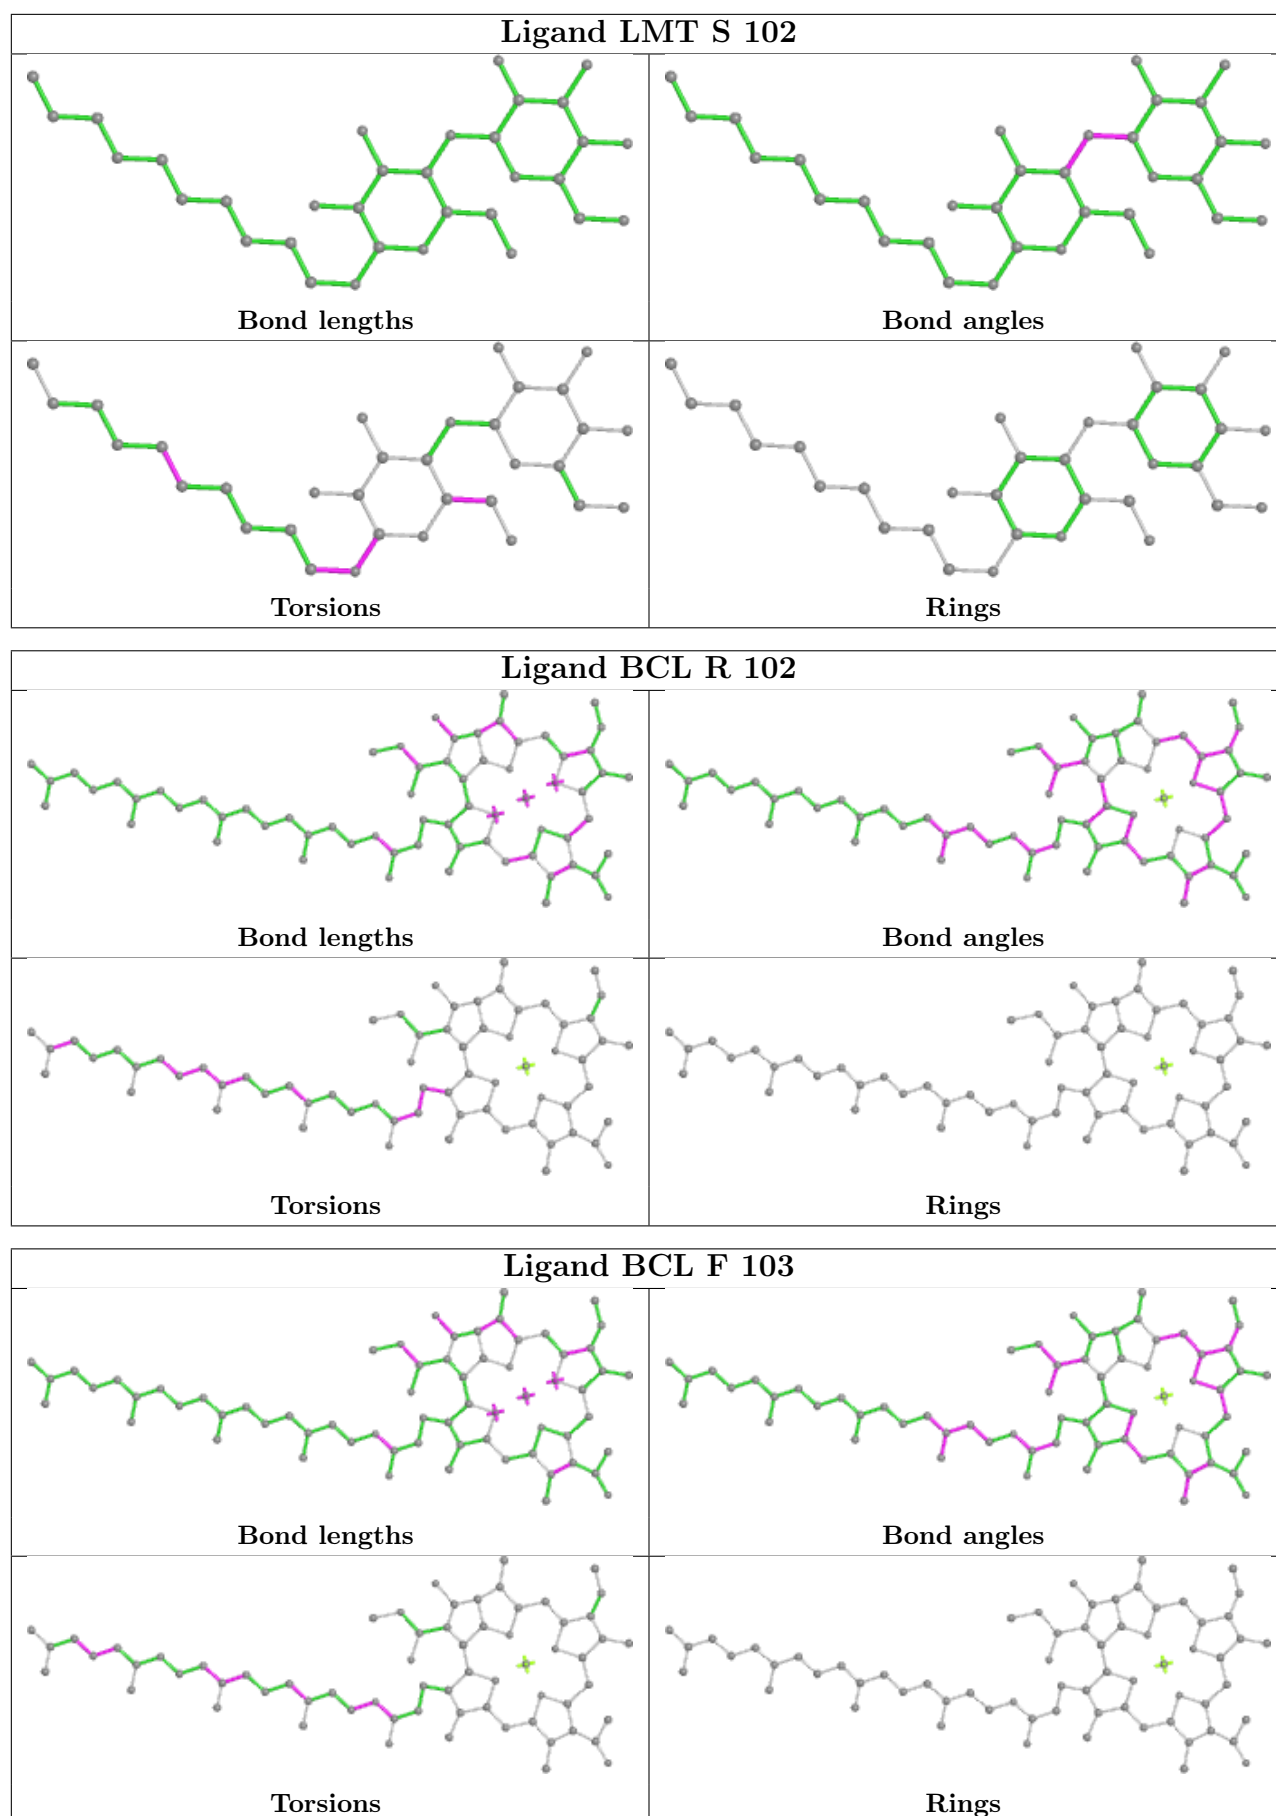 Ligand LMT S 102
Bond lengths
Bond angles
Torsions
Rings
Ligand BCL R 102
Bond lengths
Bond angles
Torsions
Rings
Ligand BCL F 103
Bond lengths
Bond angles
Torsions
Rings